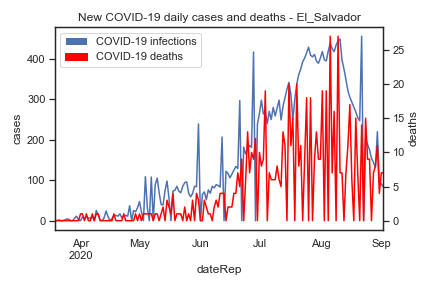 New COVID-19 daily cases and deaths - El_Salvador
COVID-19 infections
COVID-19 deaths
cases
400
300
200
100
0
deaths
25
20
15
10
5
0
Apr
2020
May
Jun
Jul
Aug
Sep
dateRep